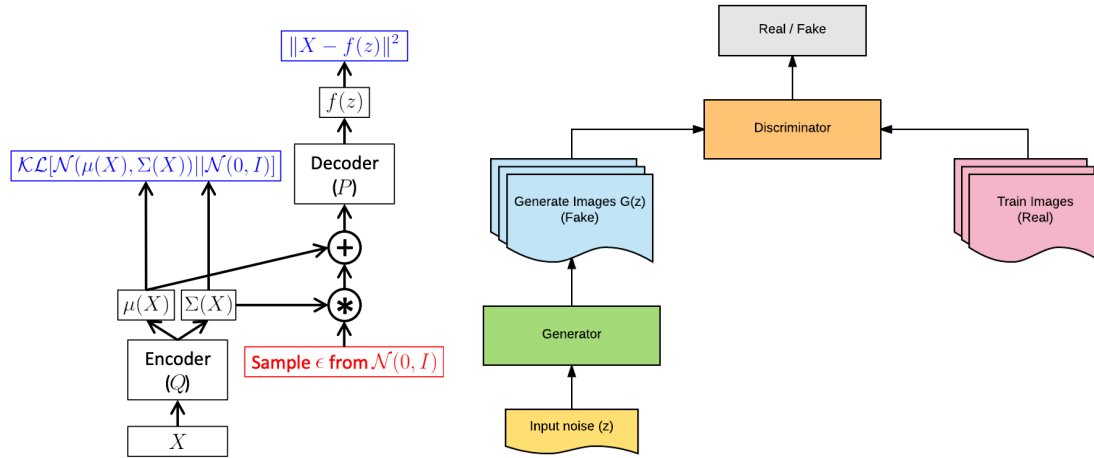 ‖X − f(z)‖²
f(z)
𝒦ℒ[𝒩(μ(X), Σ(X))||𝒩(0, I)]
Decoder
(P)
+
μ(X)
Σ(X)
*
Encoder
(Q)
Sample ϵ from 𝒩(0, I)
X
Real / Fake
Discriminator
Generate Images G(z)
(Fake)
Train Images
(Real)
Generator
Input noise (z)